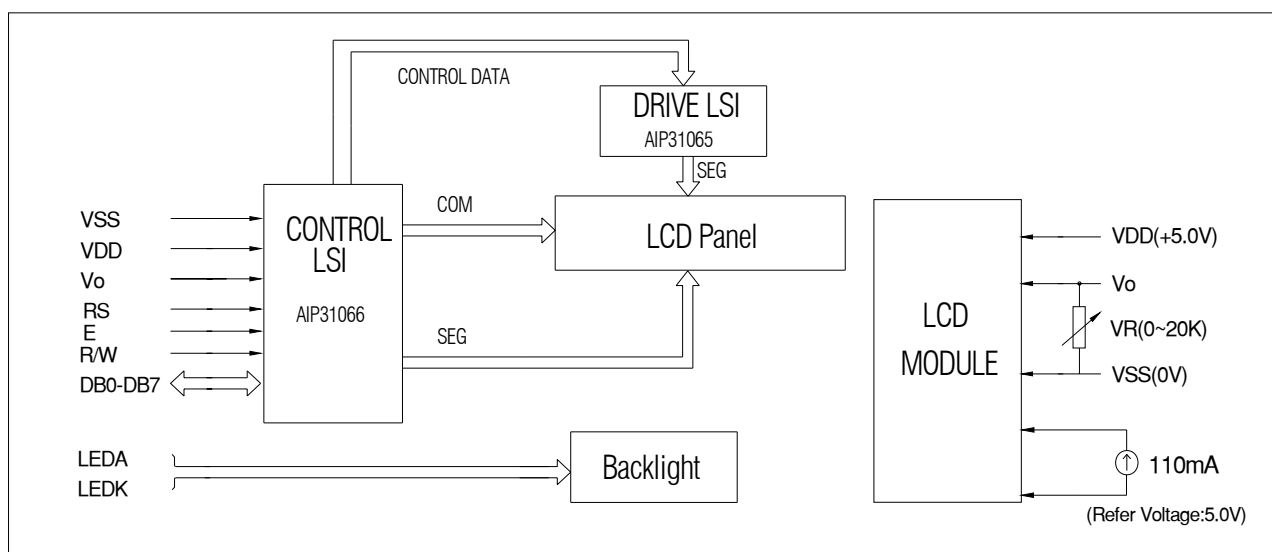 CONTROL DATA
DRIVE LSI
AIP31065
SEG
VSS
VDD
Vo
RS
E
R/W
DB0-DB7
CONTROL
LSI
AIP31066
COM
SEG
LCD Panel
LEDA
LEDK
Backlight
LCD
MODULE
VDD(+5.0V)
Vo
VR(0~20K)
VSS(0V)
110mA
(Refer Voltage:5.0V)